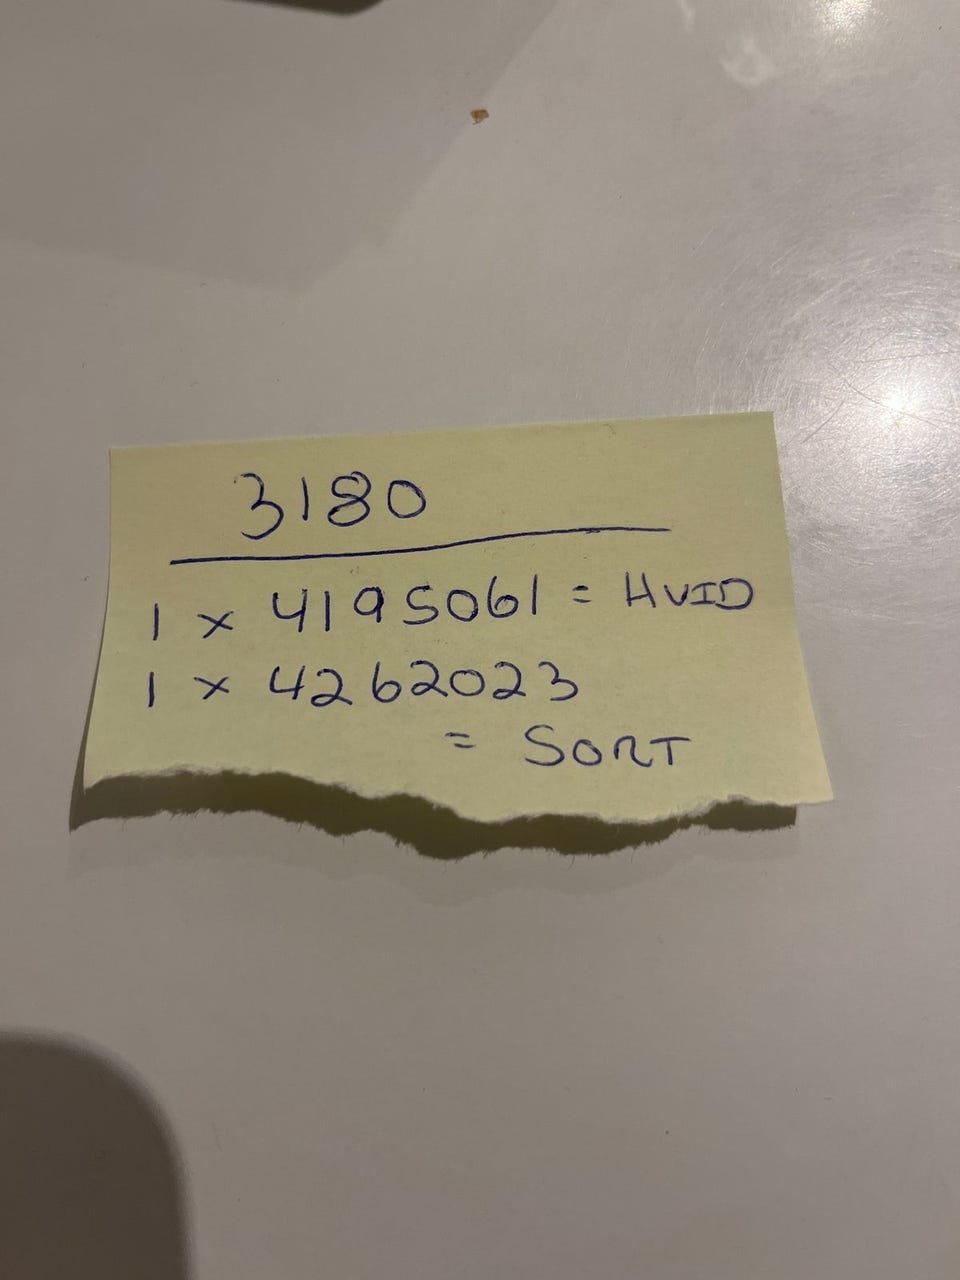 3180
1 x 4195061 = HVID
1 x 4262023
= SORT